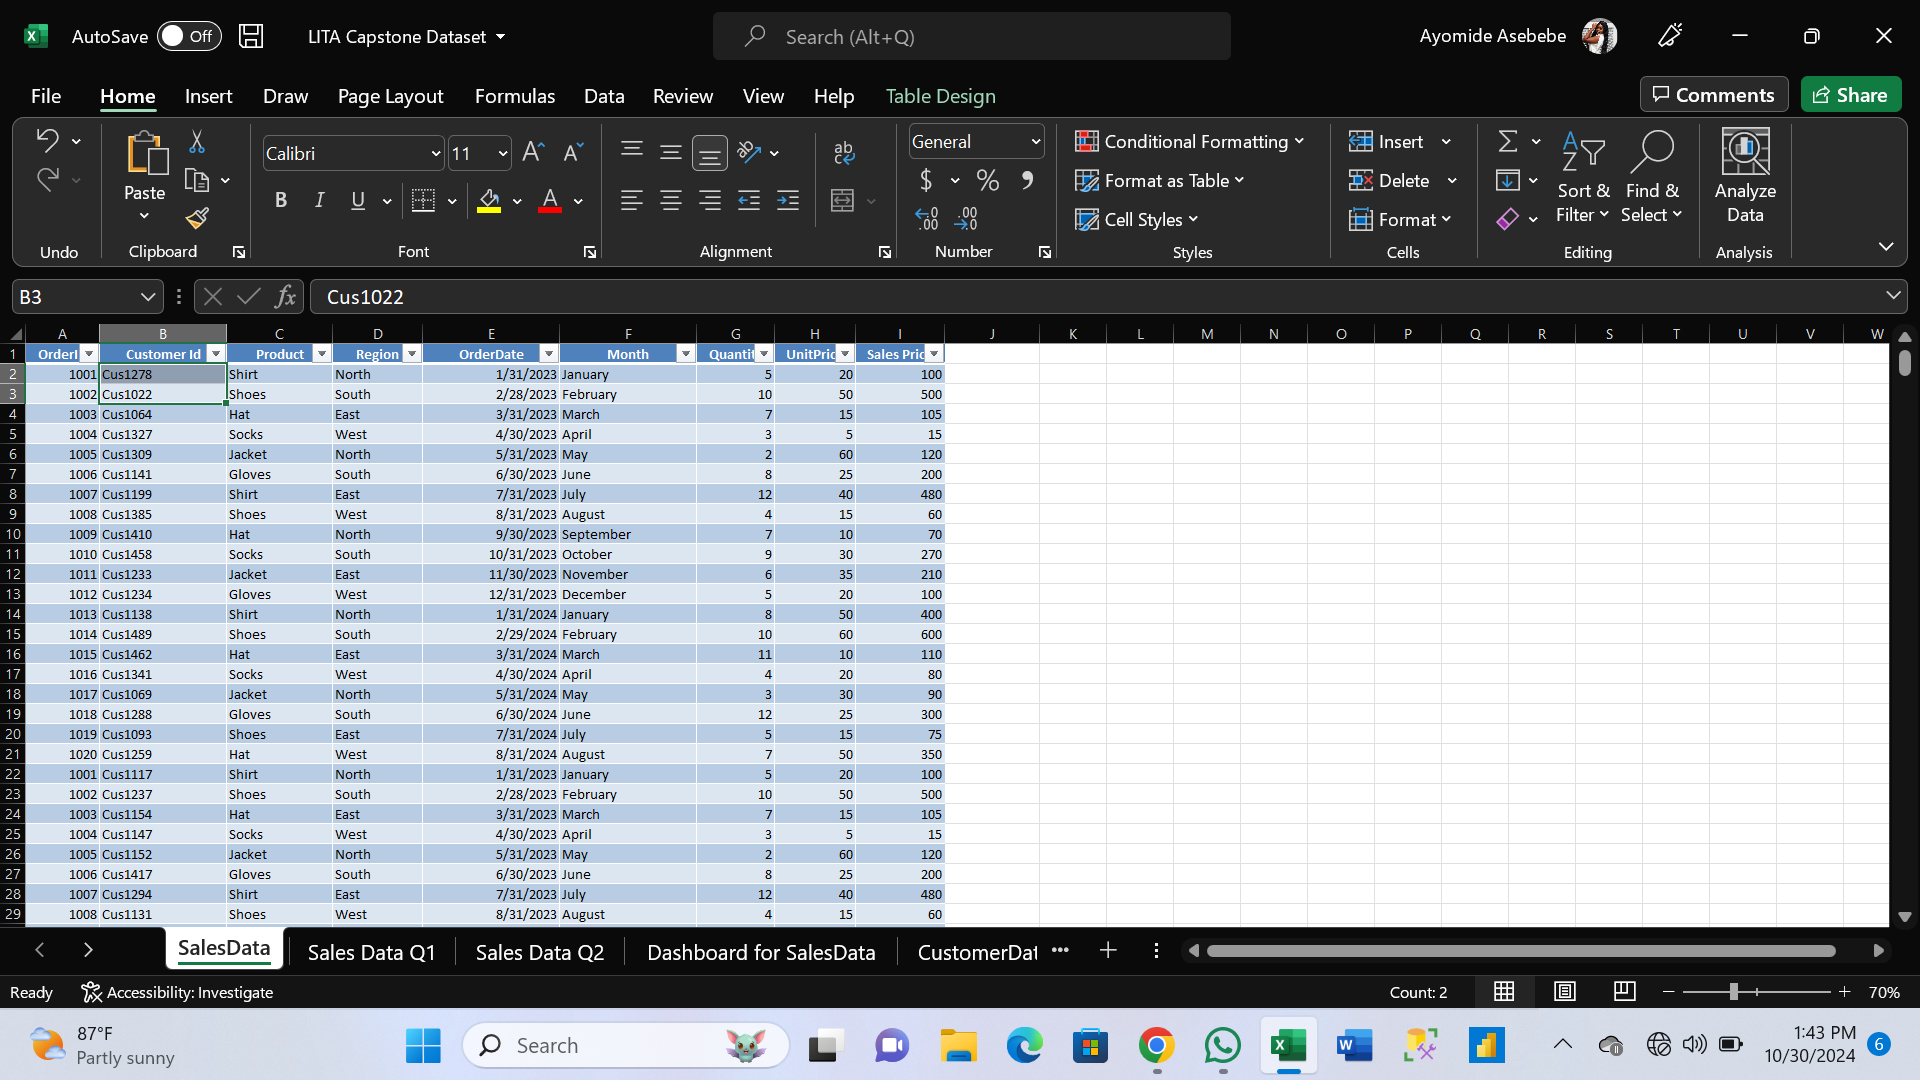 AutoSave Off LITA Capstone Dataset Search (Alt+Q) Ayomide Asebebe
File Home Insert Draw Page Layout Formulas Data Review View Help Table Design Comments Share
Paste
Calibri 11
General
Conditional Formatting
Format as Table
Cell Styles
Insert
Delete
Format
Sort & Filter
Find & Select
Analyze Data
Undo Clipboard Font Alignment Number Styles Cells Editing Analysis
B3 fx Cus1022
A B C D E F G H I J K L M N O P Q R S T U V W
1 OrderI Customer Id Product Region OrderDate Month Quantit UnitPric Sales Pric
2 1001 Cus1278 Shirt North 1/31/2023 January 5 20 100
3 1002 Cus1022 Shoes South 2/28/2023 February 10 50 500
4 1003 Cus1064 Hat East 3/31/2023 March 7 15 105
5 1004 Cus1327 Socks West 4/30/2023 April 3 5 15
6 1005 Cus1309 Jacket North 5/31/2023 May 2 60 120
7 1006 Cus1141 Gloves South 6/30/2023 June 8 25 200
8 1007 Cus1199 Shirt East 7/31/2023 July 12 40 480
9 1008 Cus1385 Shoes West 8/31/2023 August 4 15 60
10 1009 Cus1410 Hat North 9/30/2023 September 7 10 70
11 1010 Cus1458 Socks South 10/31/2023 October 9 30 270
12 1011 Cus1233 Jacket East 11/30/2023 November 6 35 210
13 1012 Cus1234 Gloves West 12/31/2023 December 5 20 100
14 1013 Cus1138 Shirt North 1/31/2024 January 8 50 400
15 1014 Cus1489 Shoes South 2/29/2024 February 10 60 600
16 1015 Cus1462 Hat East 3/31/2024 March 11 10 110
17 1016 Cus1341 Socks West 4/30/2024 April 4 20 80
18 1017 Cus1069 Jacket North 5/31/2024 May 3 30 90
19 1018 Cus1288 Gloves South 6/30/2024 June 12 25 300
20 1019 Cus1093 Shoes East 7/31/2024 July 5 15 75
21 1020 Cus1259 Hat West 8/31/2024 August 7 50 350
22 1001 Cus1117 Shirt North 1/31/2023 January 5 20 100
23 1002 Cus1237 Shoes South 2/28/2023 February 10 50 500
24 1003 Cus1154 Hat East 3/31/2023 March 7 15 105
25 1004 Cus1147 Socks West 4/30/2023 April 3 5 15
26 1005 Cus1152 Jacket North 5/31/2023 May 2 60 120
27 1006 Cus1417 Gloves South 6/30/2023 June 8 25 200
28 1007 Cus1294 Shirt East 7/31/2023 July 12 40 480
29 1008 Cus1131 Shoes West 8/31/2023 August 4 15 60
SalesData Sales Data Q1 Sales Data Q2 Dashboard for SalesData CustomerDat ...
Ready Accessibility: Investigate Count: 2 70%
87°F
Partly sunny
Search
1:43 PM
10/30/2024
6